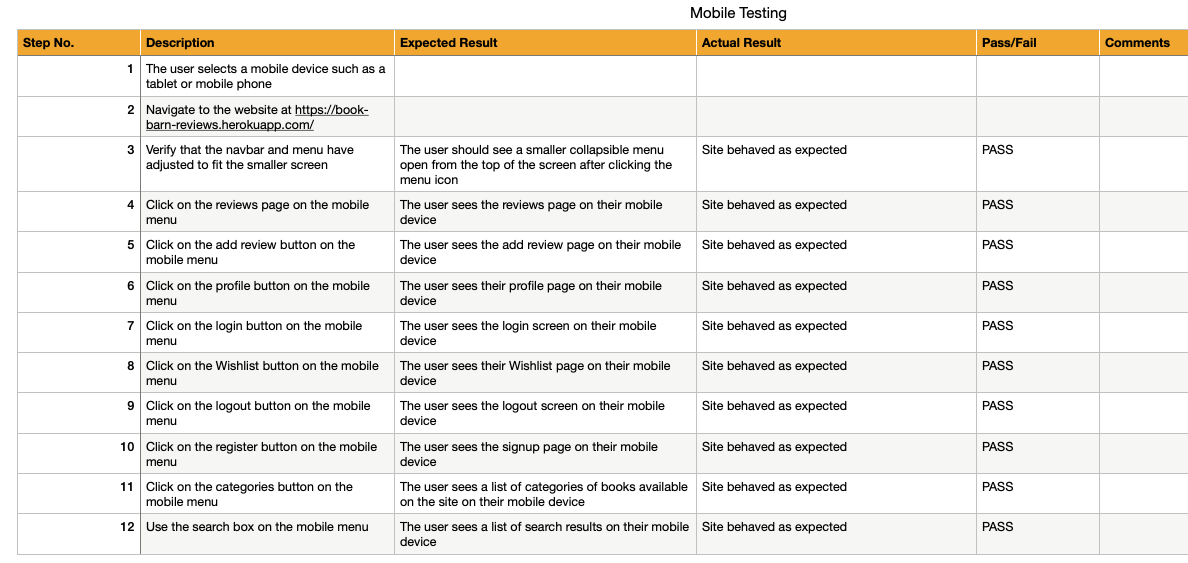 Mobile Testing
Step No. Description Expected Result Actual Result Pass/Fail Comments
1 The user selects a mobile device such as a
tablet or mobile phone
2 Navigate to the website at https://book-
barn-reviews.herokuapp.com/
3 Verify that the navbar and menu have The user should see a smaller collapsible menu Site behaved as expected PASS
adjusted to fit the smaller screen open from the top of the screen after clicking the
menu icon
4 Click on the reviews page on the mobile The user sees the reviews page on their mobile Site behaved as expected PASS
menu device
5 Click on the add review button on the The user sees the add review page on their mobile Site behaved as expected PASS
mobile menu device
6 Click on the profile button on the mobile The user sees their profile page on their mobile Site behaved as expected PASS
menu device
7 Click on the login button on the mobile The user sees the login screen on their mobile Site behaved as expected PASS
menu device
8 Click on the Wishlist button on the mobile The user sees their Wishlist page on their mobile Site behaved as expected PASS
menu device
9 Click on the logout button on the mobile The user sees the logout screen on their mobile Site behaved as expected PASS
menu device
10 Click on the register button on the mobile The user sees the signup page on their mobile Site behaved as expected PASS
menu device
11 Click on the categories button on the The user sees a list of categories of books available Site behaved as expected PASS
mobile menu on the site on their mobile device
12 Use the search box on the mobile menu The user sees a list of search results on their mobile Site behaved as expected PASS
device